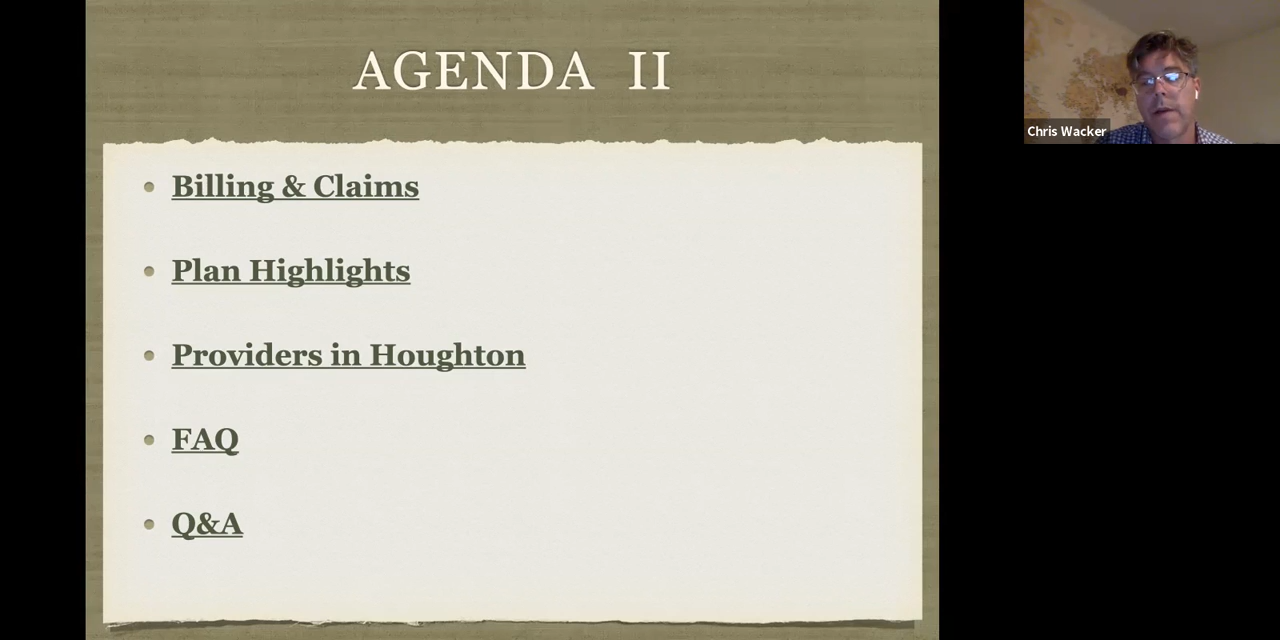 AGENDA II
Billing & Claims
Plan Highlights
Providers in Houghton
FAQ
Q&A
Chris Wacker